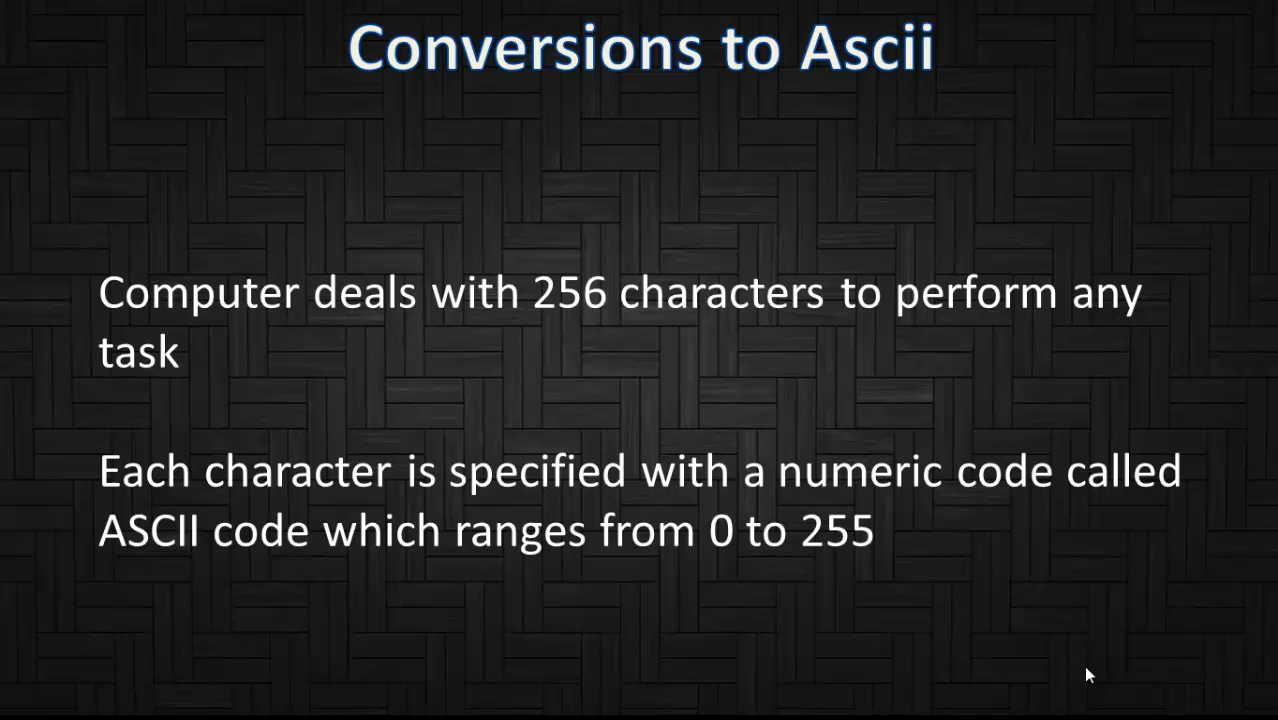 Conversions to Ascii
Computer deals with 256 characters to perform any
task
Each character is specified with a numeric code called
ASCII code which ranges from 0 to 255